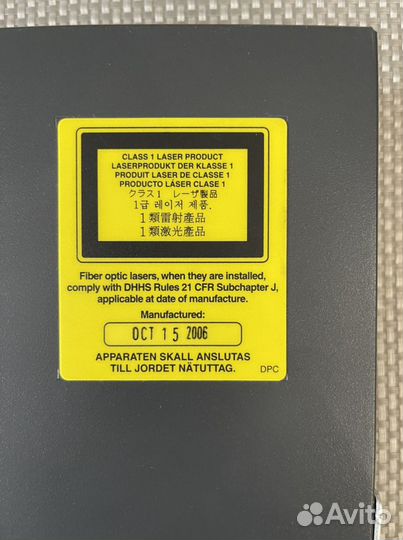 CLASS 1 LASER PRODUCT
LASERPRODUKT DER KLASSE 1
PRODUIT LASER DE CLASSE 1
PRODUCTO LÁSER CLASE 1
クラス1 レーザ製品
1급 레이저 제품.
1類雷射產品
1類激光產品
Fiber optic lasers, when they are installed,
comply with DHHS Rules 21 CFR Subchapter J,
applicable at date of manufacture.
Manufactured:
OCT 15 2006
APPARATEN SKALL ANSLUTAS
TILL JORDET NÄTUTTAG.
DPC
Avito